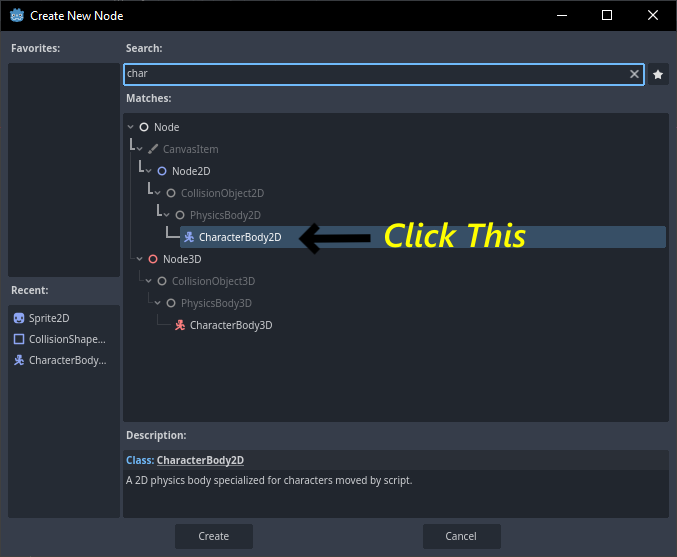 Create New Node
Favorites:
Search:
char
Matches:
Node
CanvasItem
Node2D
CollisionObject2D
PhysicsBody2D
CharacterBody2D
Click This
Node3D
CollisionObject3D
PhysicsBody3D
CharacterBody3D
Recent:
Sprite2D
CollisionShape...
CharacterBody...
Description:
Class: CharacterBody2D
A 2D physics body specialized for characters moved by script.
Create
Cancel